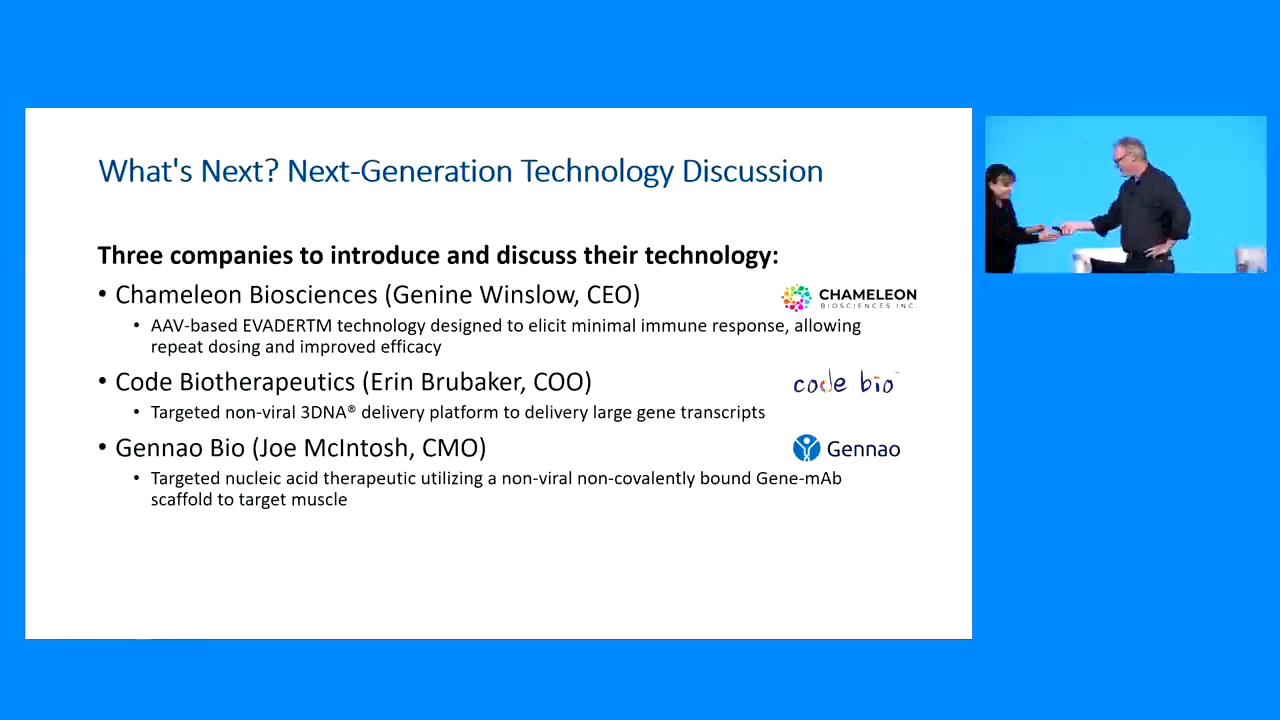 What's Next? Next-Generation Technology Discussion
Three companies to introduce and discuss their technology:
• Chameleon Biosciences (Genine Winslow, CEO)
CHAMELEON
BIOSCIENCES INC.
• AAV-based EVADERTM technology designed to elicit minimal immune response, allowing
repeat dosing and improved efficacy
• Code Biotherapeutics (Erin Brubaker, COO)
code bio
• Targeted non-viral 3DNA® delivery platform to delivery large gene transcripts
• Gennao Bio (Joe McIntosh, CMO)
Gennao
• Targeted nucleic acid therapeutic utilizing a non-viral non-covalently bound Gene-mAb
scaffold to target muscle